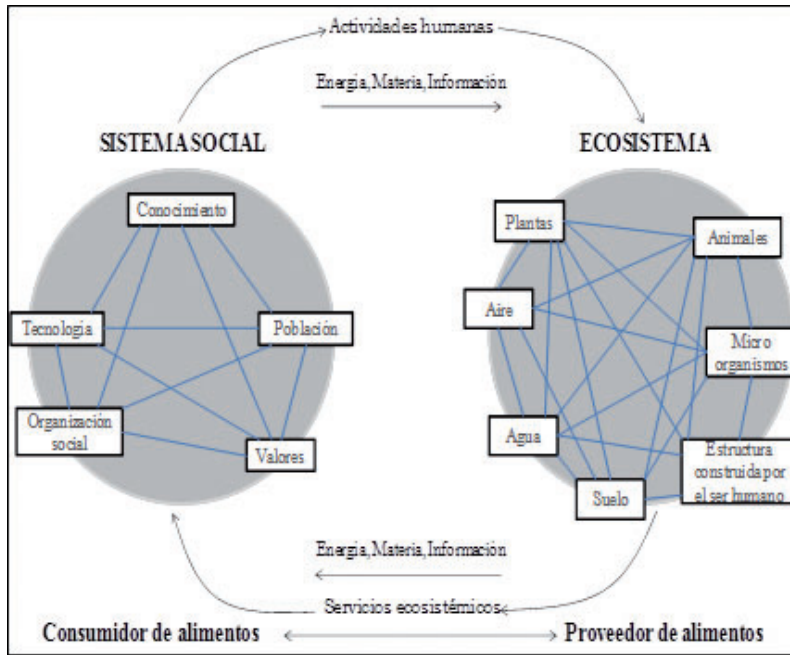 Actividades humanas
Energía, Materia, Información
SISTEMA SOCIAL
ECOSISTEMA
Conocimiento
Tecnología
Población
Organización
social
Valores
Plantas
Animales
Aire
Micro
organismos
Agua
Estructura
construida por
el ser humano
Suelo
Energía, Materia, Información
Servicios ecosistémicos
Consumidor de alimentos
Proveedor de alimentos